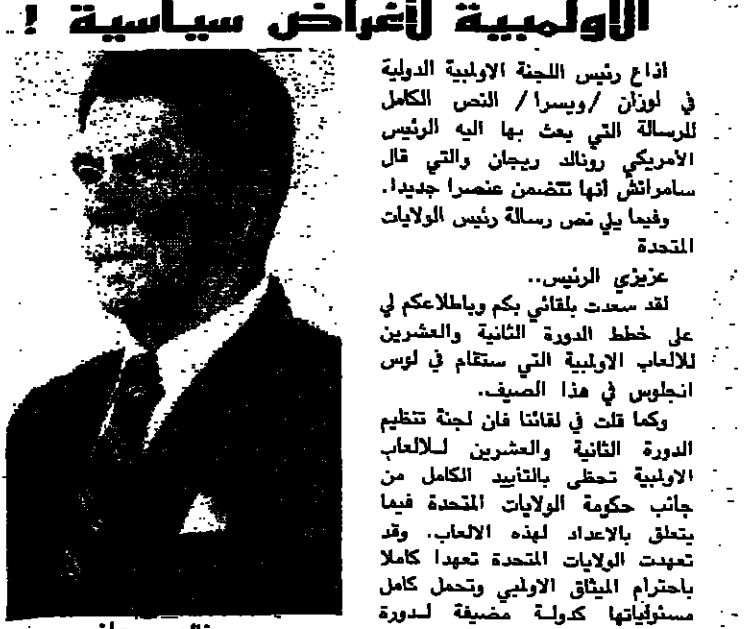 الاولمبية لأغراض سياسية !
اذاع رئيس اللجنة الاولمبية الدولية
في لوزان /ويسرا/ النص الكامل
للرسالة التي بعث بها اليه الرئيس
الأمريكي رونالد ريجان والتي قال
سامرانش أنها تتضمن عنصرا جديدا.
وفيما يلي نص رسالة رئيس الولايات
المتحدة
عزيزي الرئيس..
لقد سعدت بلقائي بكم وباطلاعكم لي
على خطط الدورة الثانية والعشرين
للالعاب الاولمبية التي ستقام في لوس
انجلوس في هذا الصيف.
وكما قلت في لقائنا فان لجنة تنظيم
الدورة الثانية والعشرين لـلالعاب
الاولمبية تحظى بالتأييد الكامل من
جانب حكومة الولايات المتحدة فيما
يتعلق بالاعداد لهذه الالعاب. وقد
تعهدت الولايات المتحدة تعهدا كاملا
باحترام الميثاق الاولمبي وتحمل كامل
مسئولياتها كدولـة مضيفة لـدورة